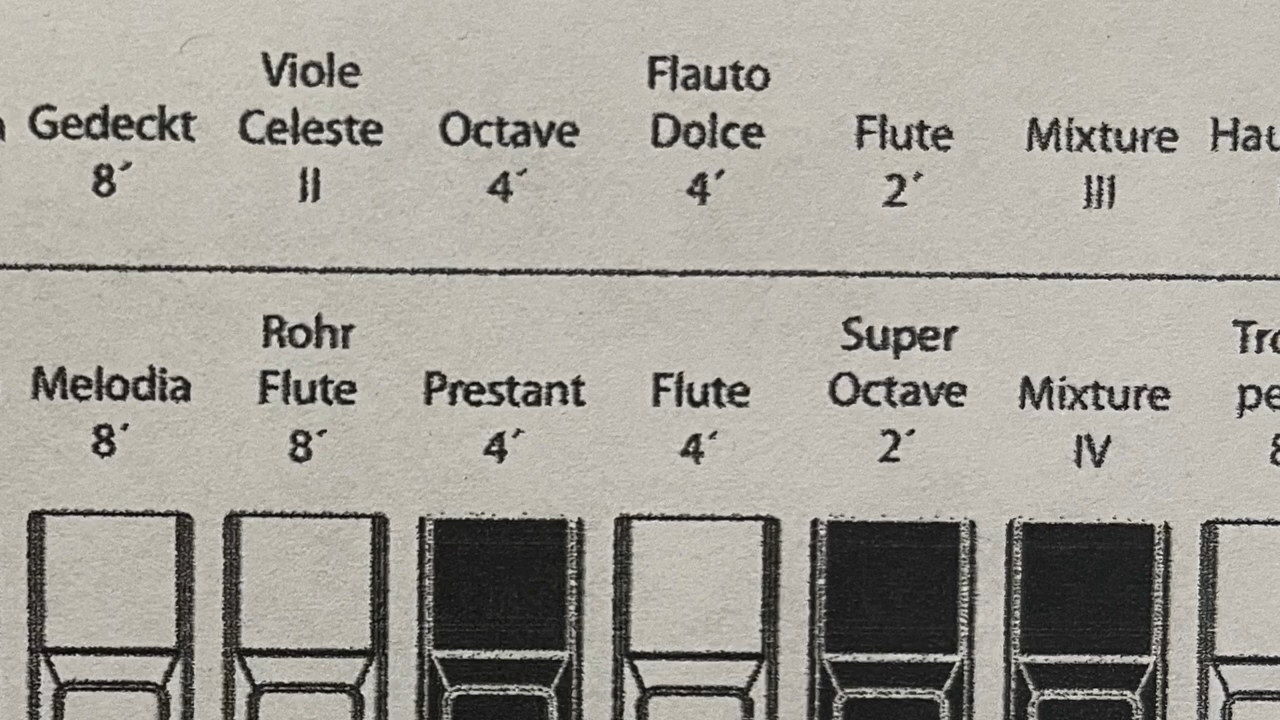 Viole Flauto
Gedeckt Celeste Octave Dolce Flute Mixture
8´ II 4´ 4´ 2´ III
Rohr Super
Melodia Flute Prestant Flute Octave Mixture
8´ 8´ 4´ 4´ 2´ IV